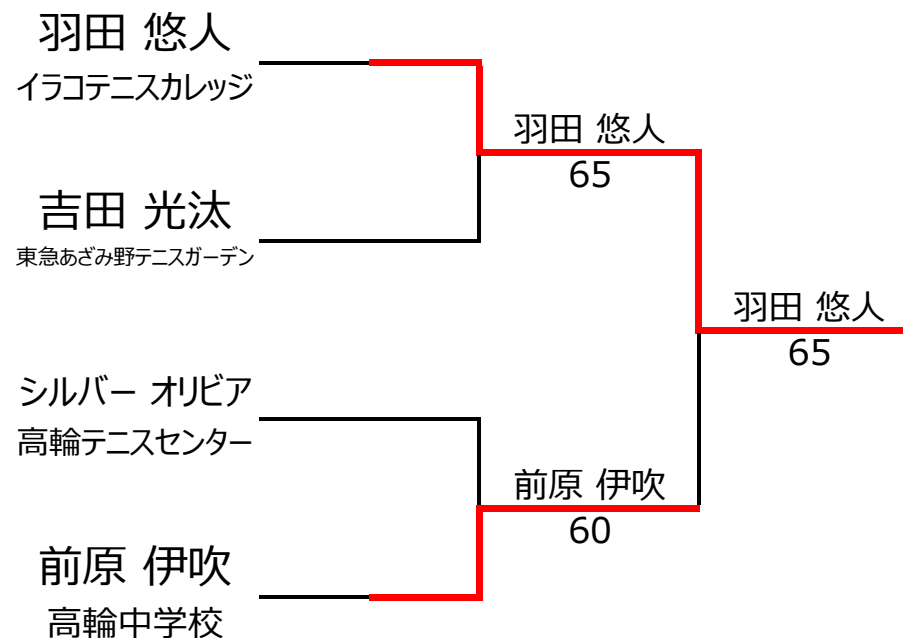 羽田 悠人
イラコテニスカレッジ
羽田 悠人
65
吉田 光汰
東急あざみ野テニスガーデン
羽田 悠人
65
シルバー オリビア
高輪テニスセンター
前原 伊吹
60
前原 伊吹
高輪中学校